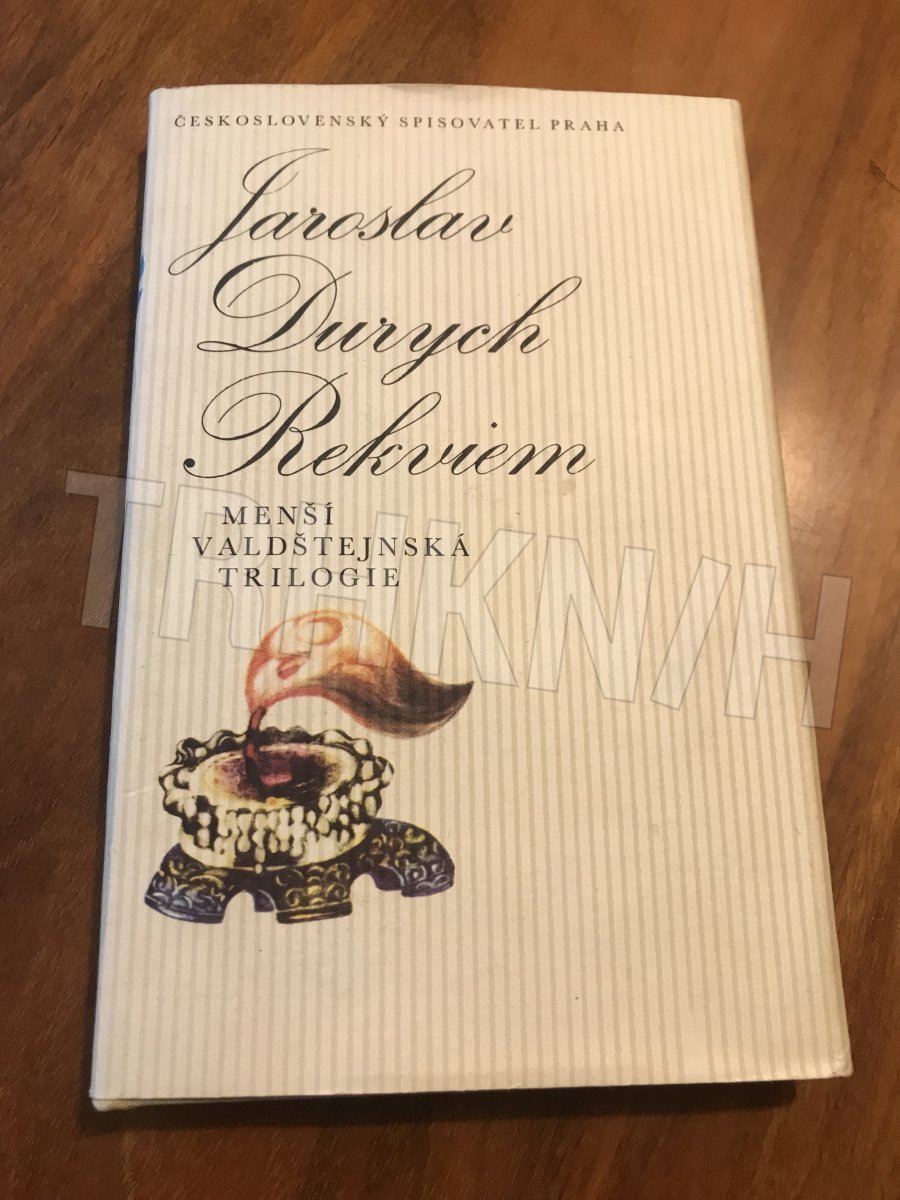 ČESKOSLOVENSKÝ SPISOVATEL PRAHA
Jaroslav
Durych
Rekviem
MENŠÍ
VALDŠTEJNSKÁ
TRILOGIE
TRHKNIH